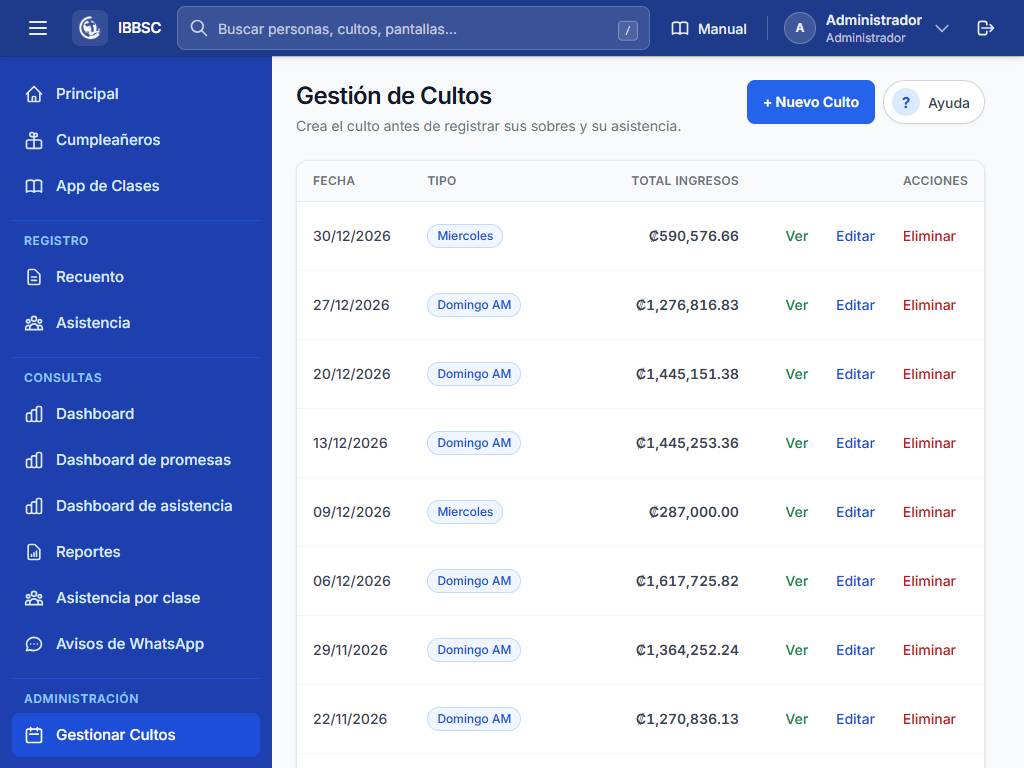 IBBSC
Buscar personas, cultos, pantallas...
/
Manual
A
Administrador
Administrador
Principal
Cumpleañeros
App de Clases
REGISTRO
Recuento
Asistencia
CONSULTAS
Dashboard
Dashboard de promesas
Dashboard de asistencia
Reportes
Asistencia por clase
Avisos de WhatsApp
ADMINISTRACIÓN
Gestionar Cultos
Gestión de Cultos
Crea el culto antes de registrar sus sobres y su asistencia.
+ Nuevo Culto
? Ayuda
FECHA TIPO TOTAL INGRESOS ACCIONES
30/12/2026 Miercoles ₡590,576.66 Ver Editar Eliminar
27/12/2026 Domingo AM ₡1,276,816.83 Ver Editar Eliminar
20/12/2026 Domingo AM ₡1,445,151.38 Ver Editar Eliminar
13/12/2026 Domingo AM ₡1,445,253.36 Ver Editar Eliminar
09/12/2026 Miercoles ₡287,000.00 Ver Editar Eliminar
06/12/2026 Domingo AM ₡1,617,725.82 Ver Editar Eliminar
29/11/2026 Domingo AM ₡1,364,252.24 Ver Editar Eliminar
22/11/2026 Domingo AM ₡1,270,836.13 Ver Editar Eliminar